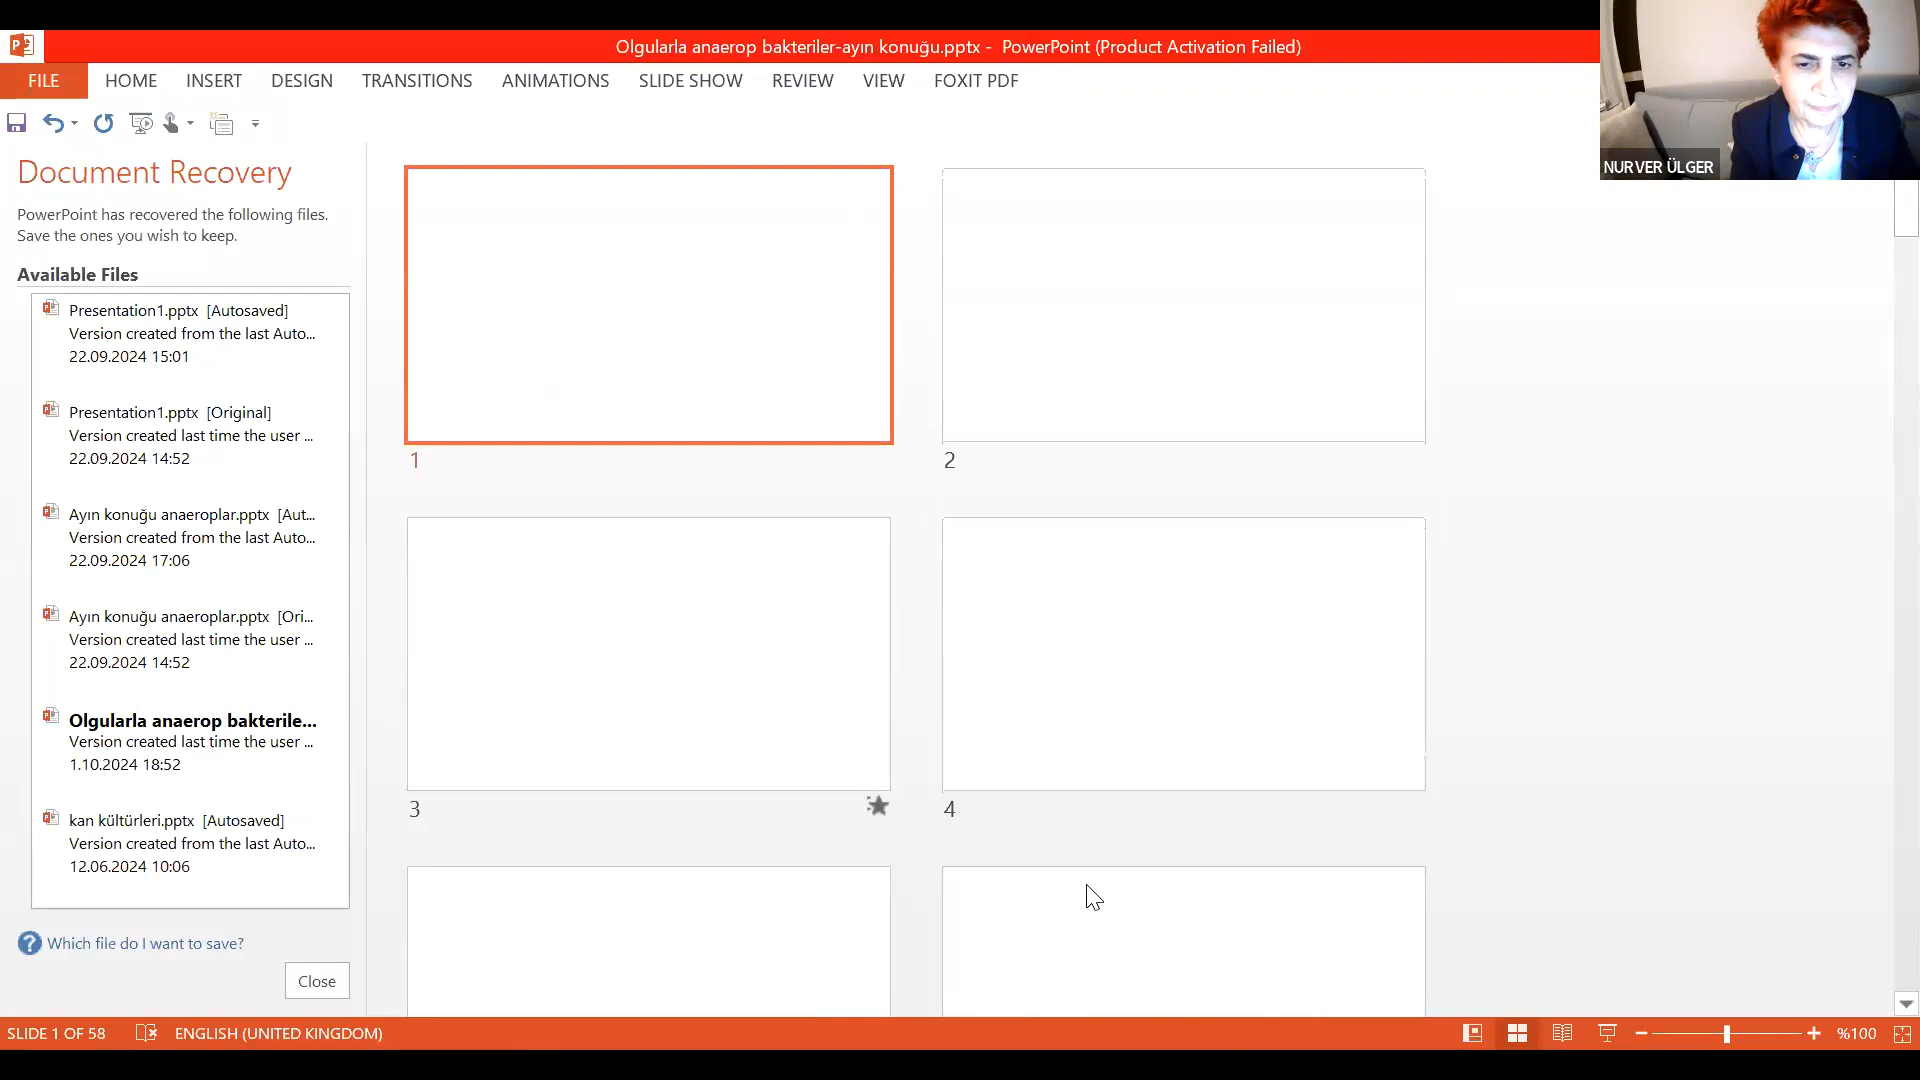 Olgularla anaerop bakteriler-ayın konuğu.pptx - PowerPoint (Product Activation Failed)
FILE HOME INSERT DESIGN TRANSITIONS ANIMATIONS SLIDE SHOW REVIEW VIEW FOXIT PDF
NURVER ÜLGER
Document Recovery
PowerPoint has recovered the following files.
Save the ones you wish to keep.
Available Files
Presentation1.pptx [Autosaved]
Version created from the last Auto...
22.09.2024 15:01
Presentation1.pptx [Original]
Version created last time the user ...
22.09.2024 14:52
Ayın konuğu anaeroplar.pptx [Aut...
Version created from the last Auto...
22.09.2024 17:06
Ayın konuğu anaeroplar.pptx [Ori...
Version created last time the user ...
22.09.2024 14:52
Olgularla anaerop bakterile...
Version created last time the user ...
1.10.2024 18:52
kan kültürleri.pptx [Autosaved]
Version created from the last Auto...
12.06.2024 10:06
Which file do I want to save?
Close
1
2
3
4
SLIDE 1 OF 58 ENGLISH (UNITED KINGDOM) %100